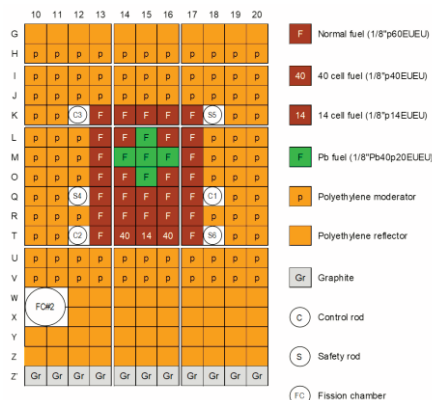 10 11 12 13 14 15 16 17 18 19 20
G
H p p p p p p p p p p p
I p p p p p p p p p p p
J p p p p p p p p p p p
K p p C3 F F F F F S5 p p
L p p p F F F F F p p p
M p p p F F F F F p p p
O p p p F F F F F p p p
Q p p S4 F F F F F C1 p p
R p p p F F F F F p p p
T p p C2 F 40 14 40 F S6 p p
U p p p p p p p p p p p
V p p p p p p p p p p p
W
FC#2
X
Y
Z
Z' Gr Gr Gr Gr Gr Gr Gr Gr Gr Gr Gr
F Normal fuel (1/8"p60EUEU)
40 40 cell fuel (1/8"p40EUEU)
14 14 cell fuel (1/8"p14EUEU)
F Pb fuel (1/8"Pb40p20EUEU)
p Polyethylene moderator
Polyethylene reflector
Gr Graphite
C Control rod
S Safety rod
FC Fission chamber